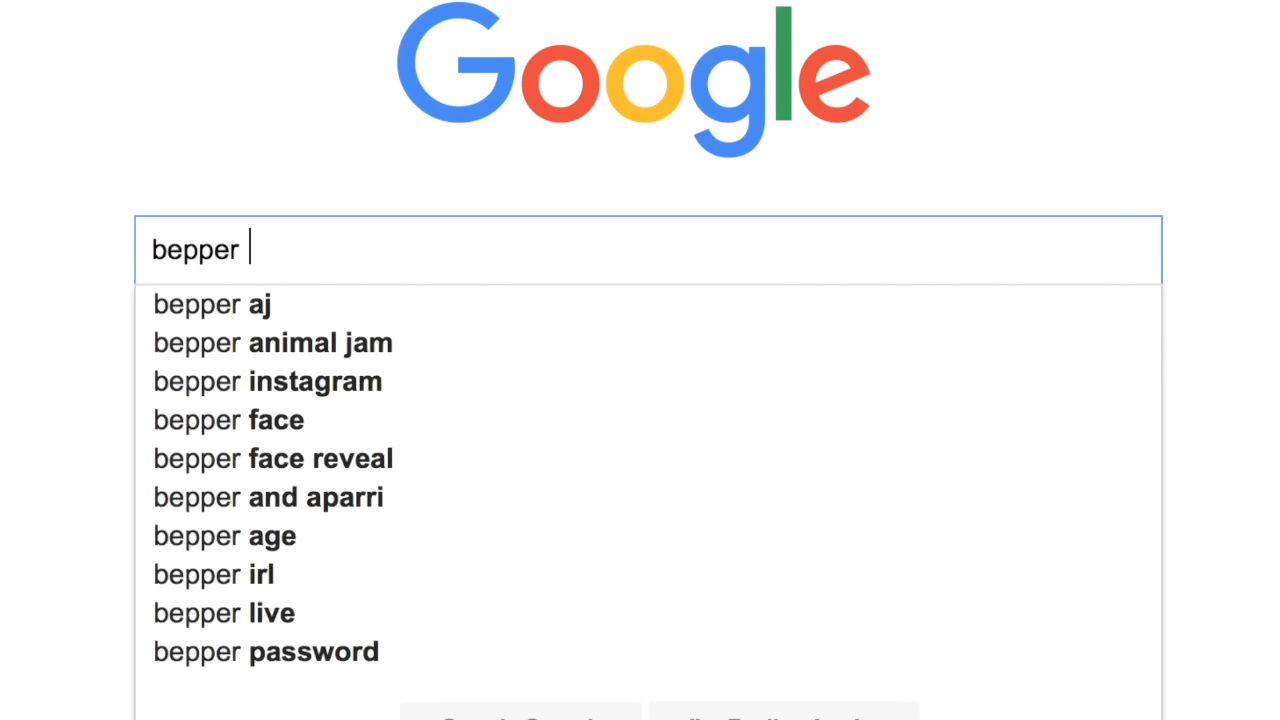 Google
bepper
bepper aj
bepper animal jam
bepper instagram
bepper face
bepper face reveal
bepper and aparri
bepper age
bepper irl
bepper live
bepper password